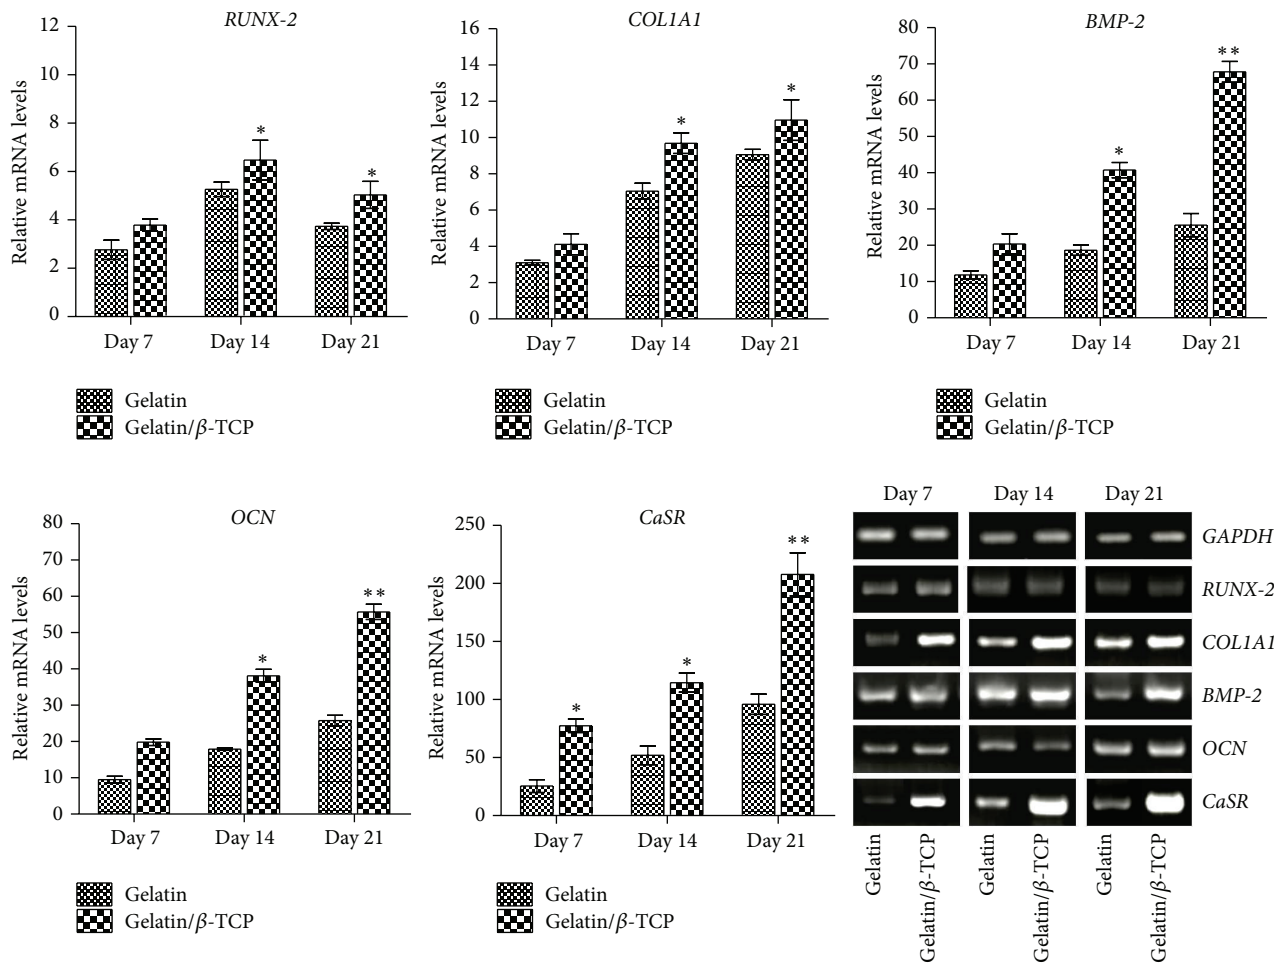 RUNX-2
Relative mRNA levels
12
10
8
6
4
2
0
*
*
Day 7 Day 14 Day 21
Gelatin
Gelatin/β-TCP
COL1A1
Relative mRNA levels
16
14
12
10
8
6
4
2
0
*
*
Day 7 Day 14 Day 21
Gelatin
Gelatin/β-TCP
BMP-2
Relative mRNA levels
80
70
60
50
40
30
20
10
0
*
**
Day 7 Day 14 Day 21
Gelatin
Gelatin/β-TCP
OCN
Relative mRNA levels
80
70
60
50
40
30
20
10
0
*
**
Day 7 Day 14 Day 21
Gelatin
Gelatin/β-TCP
CaSR
Relative mRNA levels
250
200
150
100
50
0
*
*
**
Day 7 Day 14 Day 21
Gelatin
Gelatin/β-TCP
Day 7 Day 14 Day 21
GAPDH
RUNX-2
COL1A1
BMP-2
OCN
CaSR
Gelatin
Gelatin/β-TCP
Gelatin
Gelatin/β-TCP
Gelatin
Gelatin/β-TCP